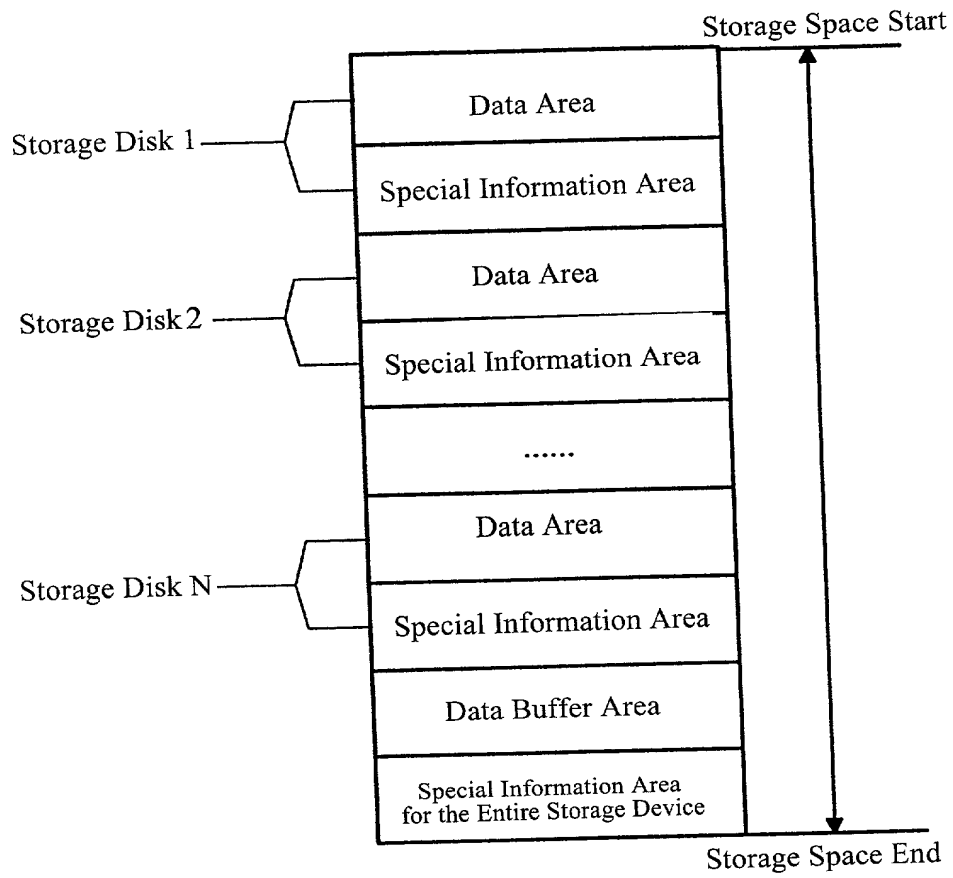 Storage Space Start
Data Area
Storage Disk 1
Special Information Area
Data Area
Storage Disk 2
Special Information Area
......
Data Area
Storage Disk N
Special Information Area
Data Buffer Area
Special Information Area
for the Entire Storage Device
Storage Space End